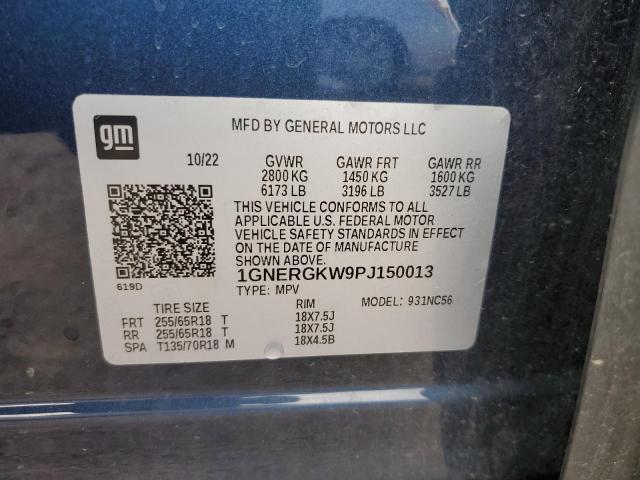 gm
MFD BY GENERAL MOTORS LLC
10/22 GVWR GAWR FRT GAWR RR
2800 KG 1450 KG 1600 KG
6173 LB 3196 LB 3527 LB
THIS VEHICLE CONFORMS TO ALL
APPLICABLE U.S. FEDERAL MOTOR
VEHICLE SAFETY STANDARDS IN EFFECT
ON THE DATE OF MANUFACTURE
SHOWN ABOVE.
1GNERGKW9PJ150013
619D
TYPE: MPV MODEL: 931NC56
TIRE SIZE RIM
FRT 255/65R18 T 18X7.5J
RR 255/65R18 T 18X7.5J
SPA T135/70R18 M 18X4.5B